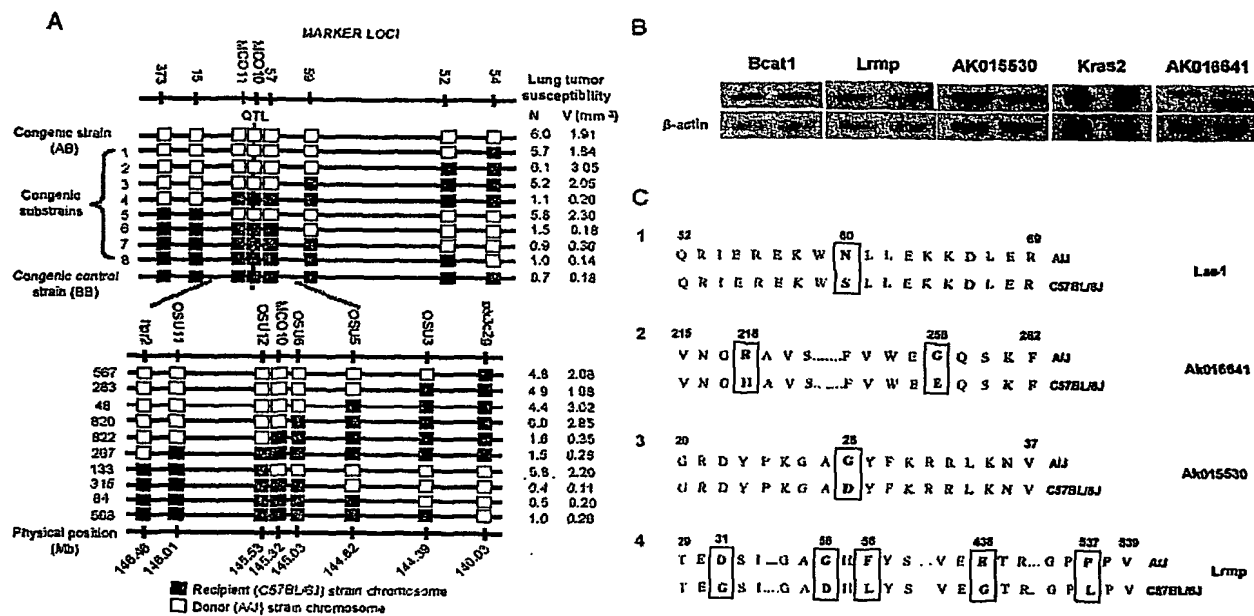 A
MARKER LOCI
373 15 MCO11 MCO10 57 59 52 54
Lung tumor
susceptibility
QTL
N V (mm³)
Congenic strain
(AB)
6.0 1.91
1 5.7 1.84
2 6.1 3.05
3 5.2 2.05
4 1.1 0.20
Congenic
substrains
5 5.8 2.30
6 1.5 0.18
7 0.9 0.30
8 1.0 0.14
Congenic control
strain (BB)
0.7 0.18
OSU11 OSU12 MCO10 OSU6 OSU5 OSU3
567 4.8 2.08
283 4.9 1.98
48 4.4 3.02
820 6.0 2.85
822 1.6 0.35
287 1.5 0.25
133 5.8 2.20
316 0.4 0.11
84 0.5 0.20
508 1.0 0.28
Physical position
(Mb)
146.46 146.01 145.53 145.32 145.03 144.82 144.39 140.03
Recipient (C57BL/6J) strain chromosome
Donor (A/J) strain chromosome
B
Bcat1 Lrmp AK015530 Kras2 AK016641
β-actin
C
1
52 60 69
Q R I E R E K W N L L E K K D L E R A/J
Q R I E R E K W S L L E K K D L E R C57BL/6J
Las1
2
215 218 258 262
V N G R A V S......F V W E G Q S K F A/J
V N G H A V S......F V W E E Q S K F C57BL/6J
Ak016641
3
20 28 37
G R D Y P K G A G Y F K R R L K N V A/J
G R D Y P K G A D Y F K R R L K N V C57BL/6J
Ak015530
4
29 31 56 58 438 537 539
T E D S I...G A G H F Y S ..V E R T R...G P P P V A/J
T E G S I...G A D H L Y S V E G T R...G P L P V C57BL/6J
Lrmp